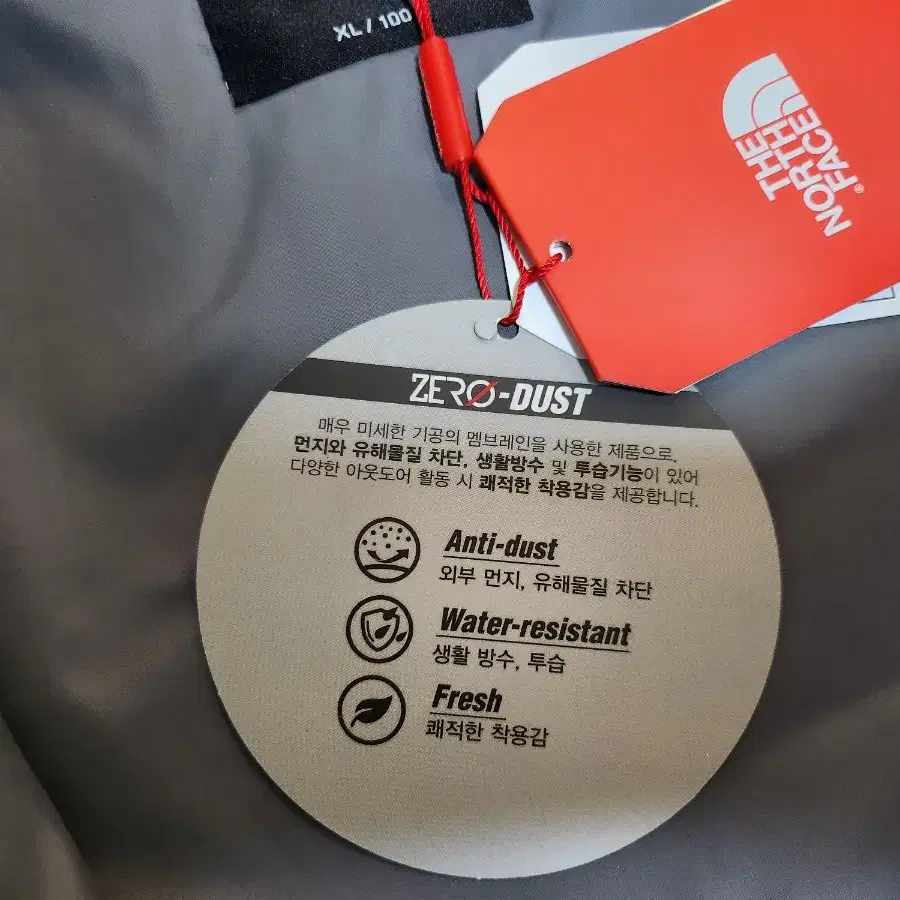 XL / 100
THE
NORTH
FACE®
ZERO-DUST
매우 미세한 기공의 멤브레인을 사용한 제품으로,
먼지와 유해물질 차단, 생활방수 및 투습기능이 있어
다양한 아웃도어 활동 시 쾌적한 착용감을 제공합니다.
Anti-dust
외부 먼지, 유해물질 차단
Water-resistant
생활 방수, 투습
Fresh
쾌적한 착용감